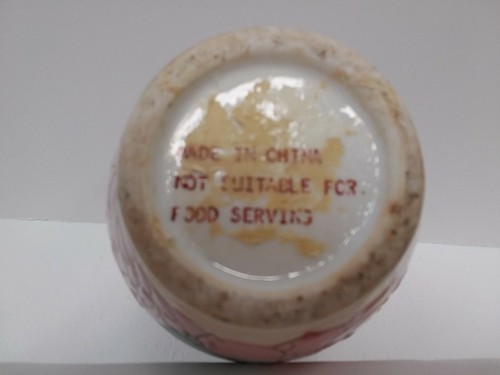 MADE IN CHINA
NOT SUITABLE FOR
FOOD SERVING